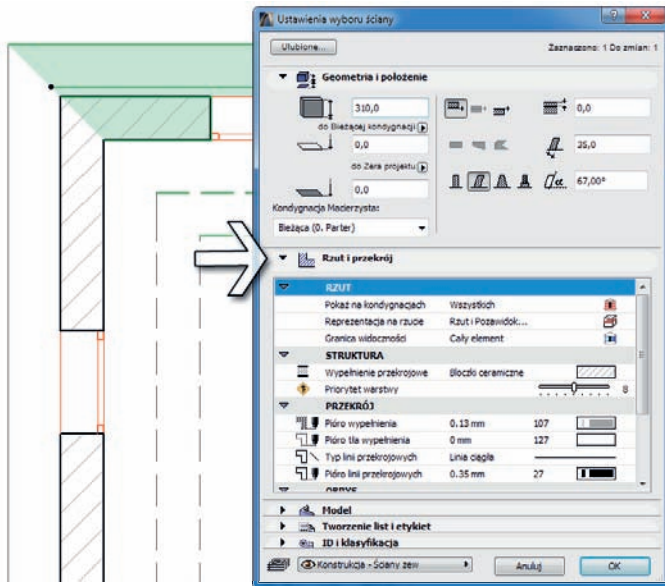 Ustawienia wyboru ściany
Ulubione...
Zaznaczono: 1 Do zmian: 1
Geometria i położenie
310,0
0,0
do Bieżącej kondygnacji
0,0
35,0
do Zera projektu
0,0
α
67,00°
Kondygnacja Macierzysta:
Bieżąca (0. Parter)
Rzut i przekrój
RZUT
Pokaż na kondygnacjach Wszystkich
Reprezentacja na rzucie Rzut i Pozawidok...
Granica widoczności Cały element
STRUKTURA
Wypełnienie przekrojowe Bloczki ceramiczne
Priorytet warstwy 8
PRZEKRÓJ
Pióro wypełnienia 0.13 mm 107
Pióro tła wypełnienia 0 mm 127
Typ linii przekrojowych Linia ciągła
Pióro linii przekrojowych 0.35 mm 27
Model
Tworzenie list i etykiet
ID i klasyfikacja
Konstrukcja - Ściany zew
Anuluj
OK